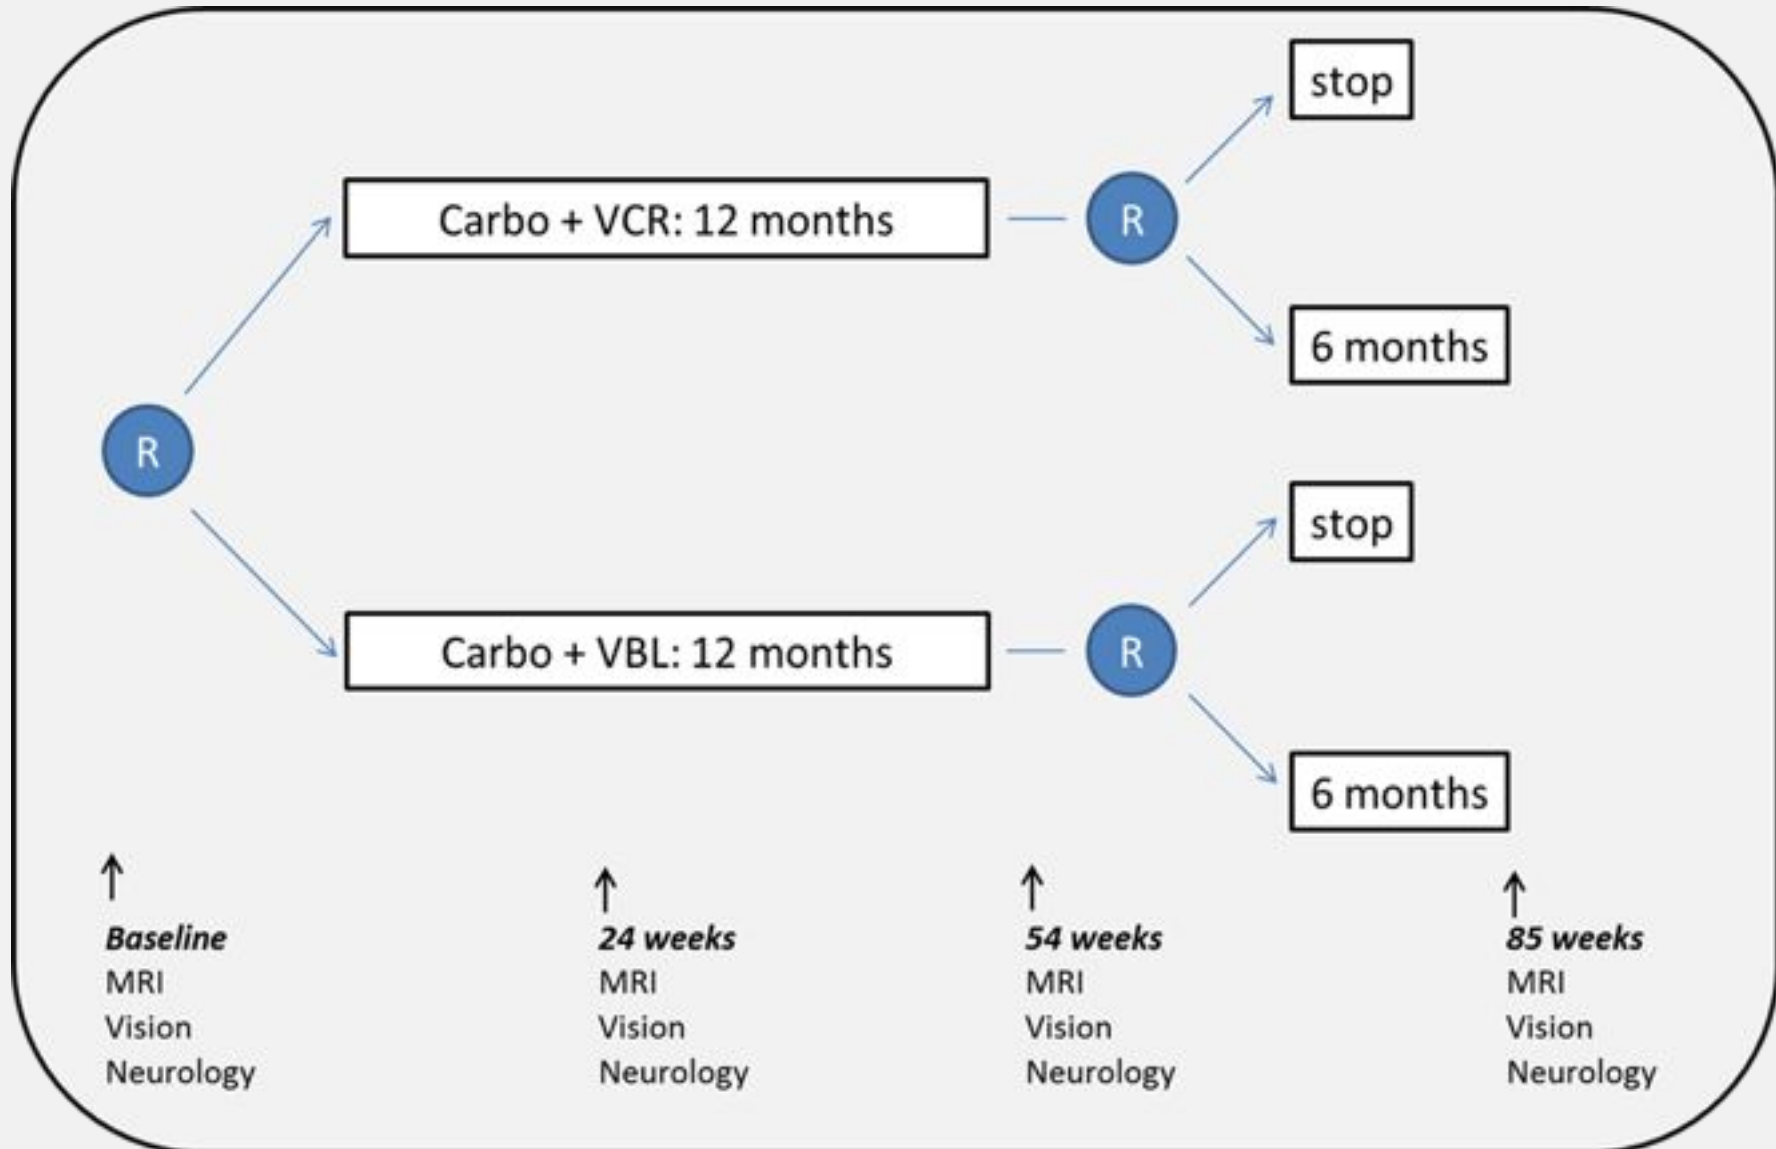 stop
Carbo + VCR: 12 months
R
6 months
R
stop
Carbo + VBL: 12 months
R
6 months
Baseline
MRI
Vision
Neurology
24 weeks
MRI
Vision
Neurology
54 weeks
MRI
Vision
Neurology
85 weeks
MRI
Vision
Neurology